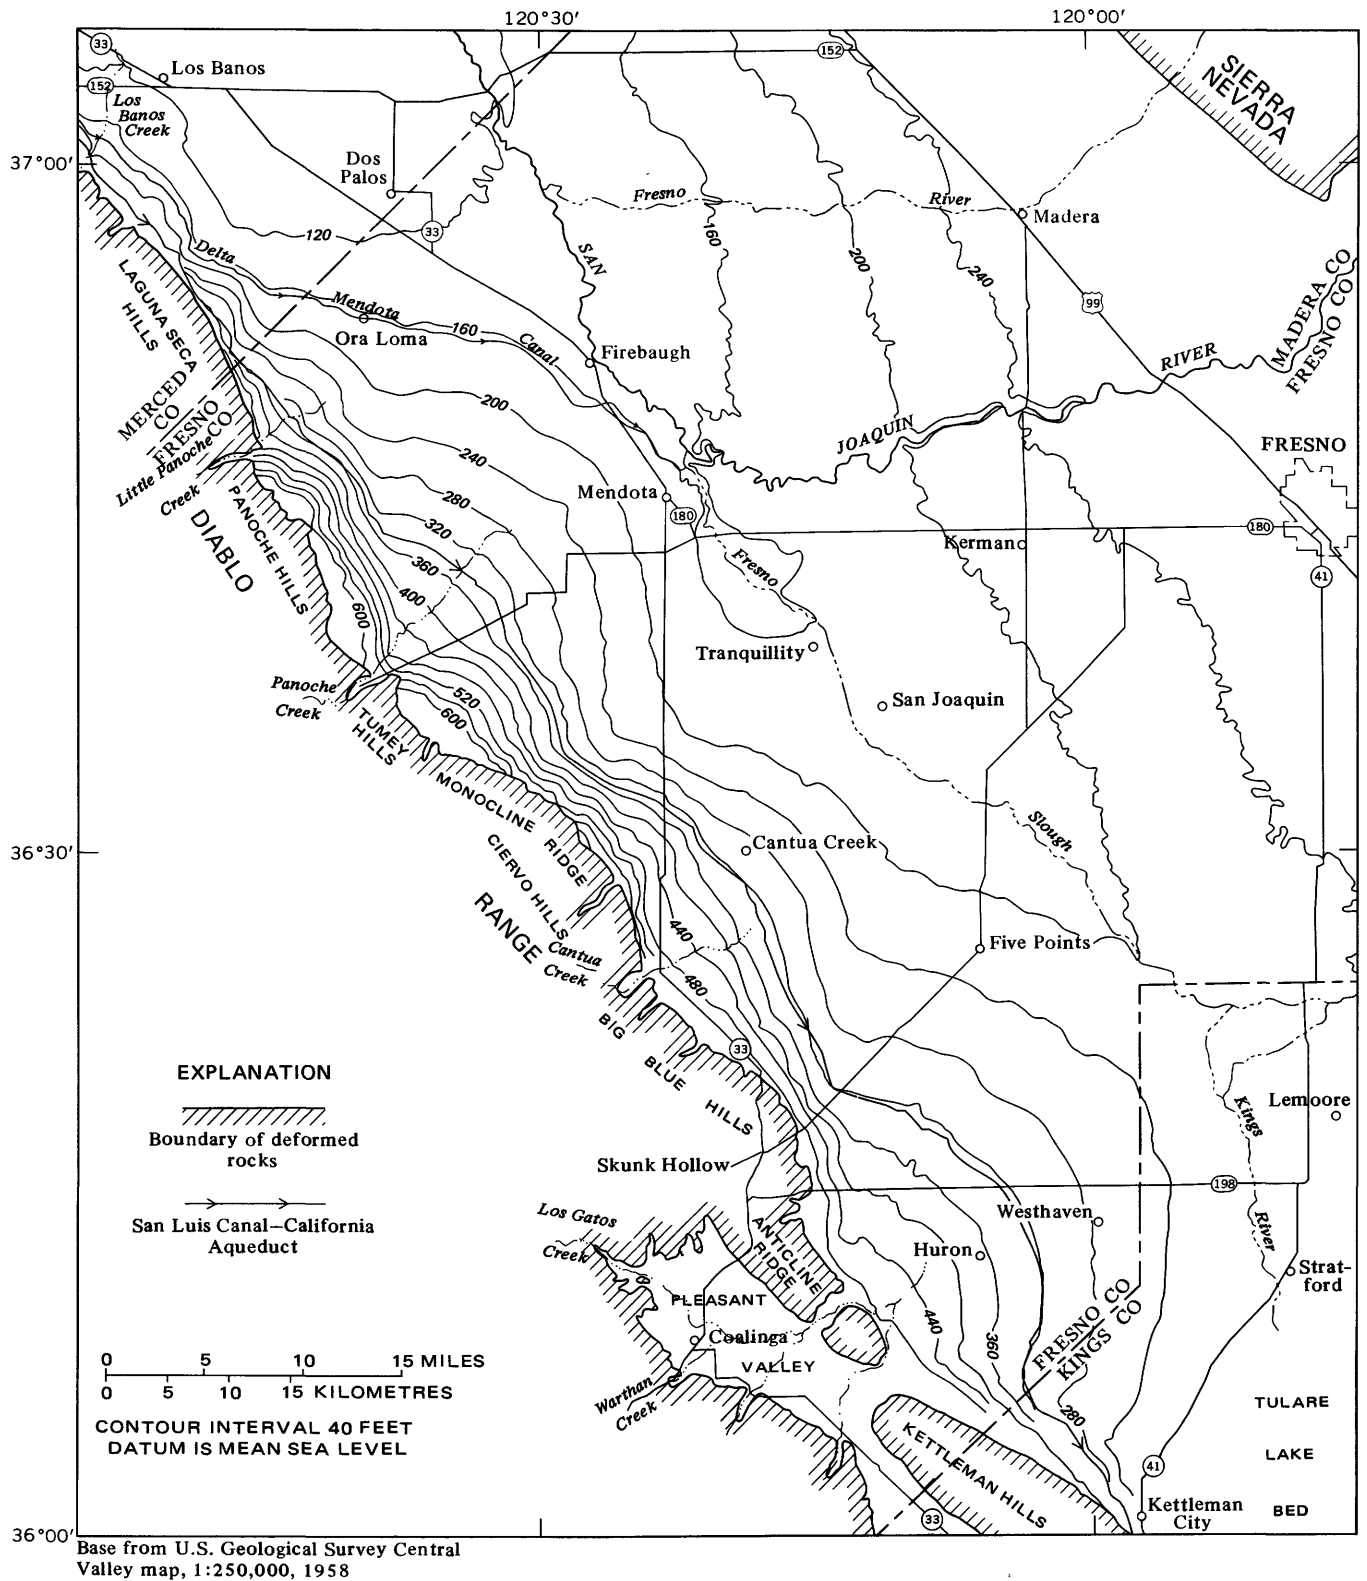 120°30′
120°00′
33
152
Los Banos
152
Los
Banos
Creek
SIERRA
NEVADA
37°00′
Dos
Palos
Fresno
River
Madera
120
33
160
200
240
SAN
Delta
Mendota
160
Canal
Ora Loma
Firebaugh
99
MADERA CO
FRESNO CO
RIVER
LAGUNA SECA
HILLS
MERCED
CO
FRESNO
CO
200
JOAQUIN
FRESNO
Little Panoche
Creek
240
280
Mendota
180
180
320
Kerman
41
PANOCHE HILLS
DIABLO
360
400
600
Fresno
Tranquillity
Panoche
Creek
520
600
San Joaquin
TUMEY
HILLS
MONOCLINE
RIDGE
Slough
36°30′
Cantua Creek
CIERVO HILLS
RANGE
440
Five Points
Cantua
Creek
480
BIG
BLUE
HILLS
33
EXPLANATION
Boundary of deformed
rocks
San Luis Canal—California
Aqueduct
Kings
Lemoore
Skunk Hollow
198
Los Gatos
Creek
ANTICLINE
RIDGE
Westhaven
River
Huron
Strat-
ford
PLEASANT
Coalinga
VALLEY
440
360
FRESNO CO
KINGS CO
0 5 10 15 MILES
0 5 10 15 KILOMETRES
Warthan
Creek
280
TULARE
CONTOUR INTERVAL 40 FEET
DATUM IS MEAN SEA LEVEL
KETTLEMAN HILLS
LAKE
41
BED
Kettleman
City
33
36°00′
Base from U.S. Geological Survey Central
Valley map, 1:250,000, 1958